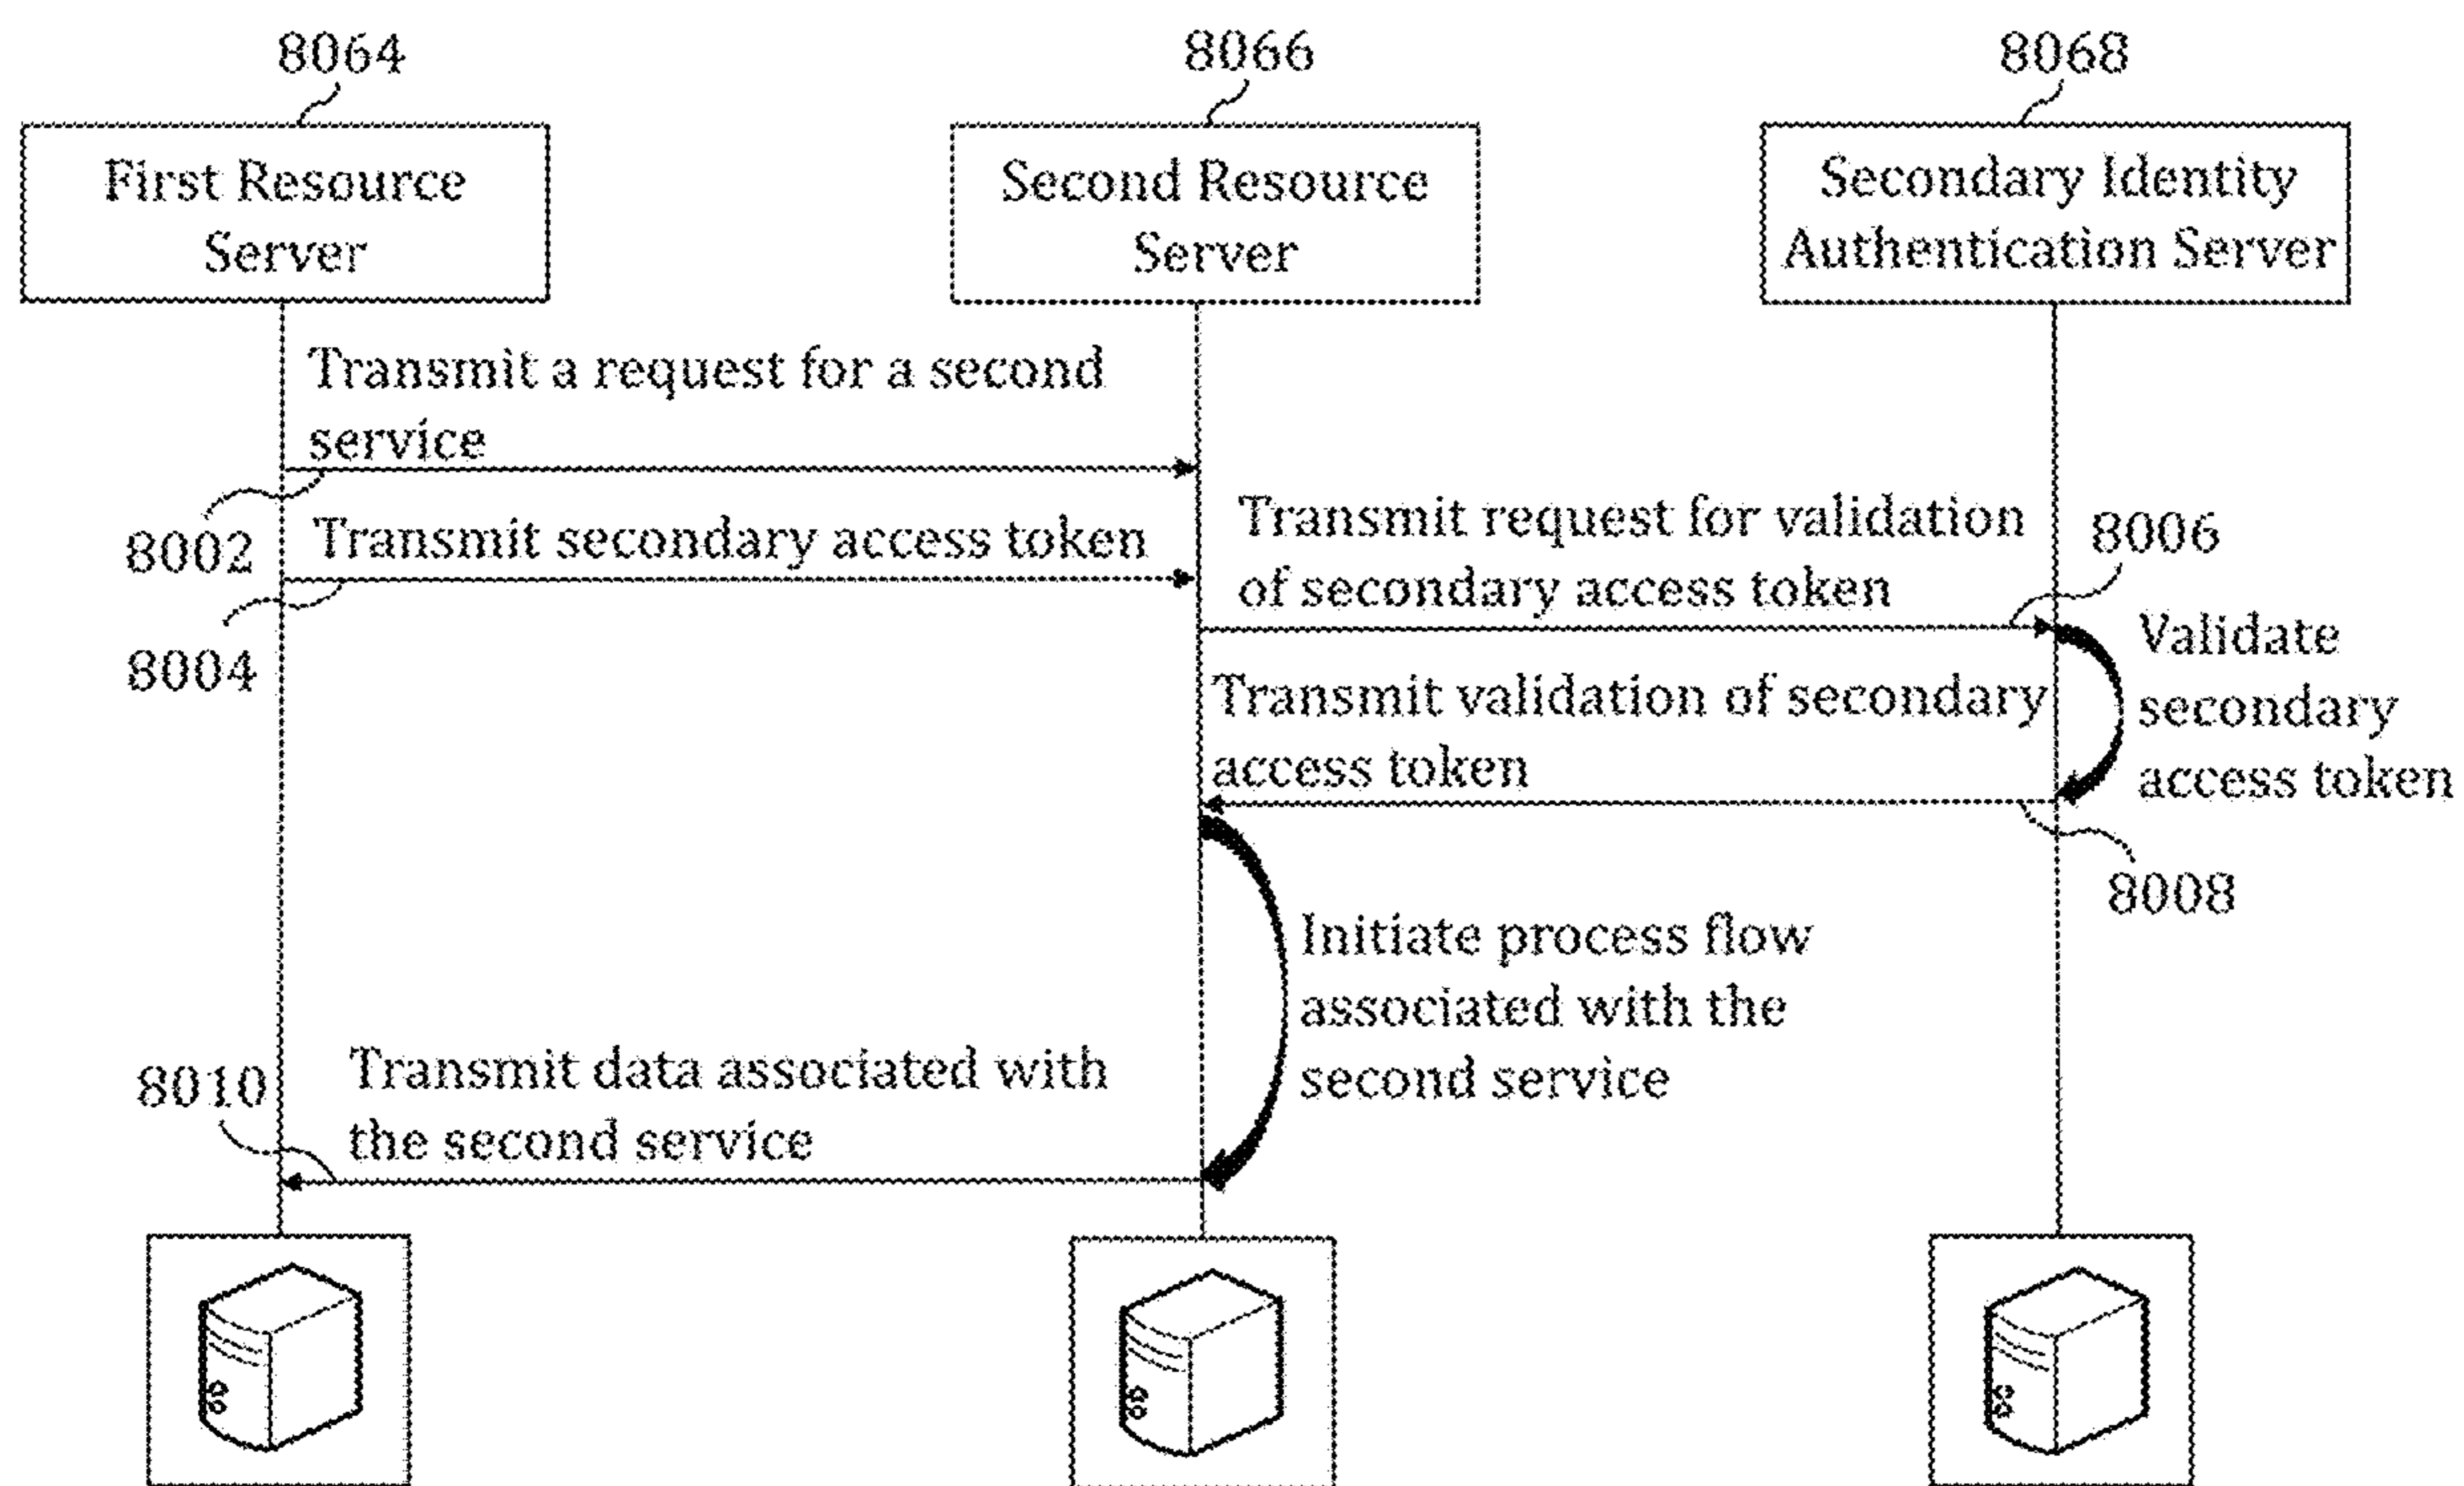 8064
8066
8068
First Resource
Server
Second Resource
Server
Secondary Identity
Authentication Server
Transmit a request for a second
service
8002
Transmit secondary access token
8004
Transmit request for validation
of secondary access token
8006
Validate
secondary
access token
Transmit validation of secondary
access token
8008
Initiate process flow
associated with the
second service
8010
Transmit data associated with
the second service